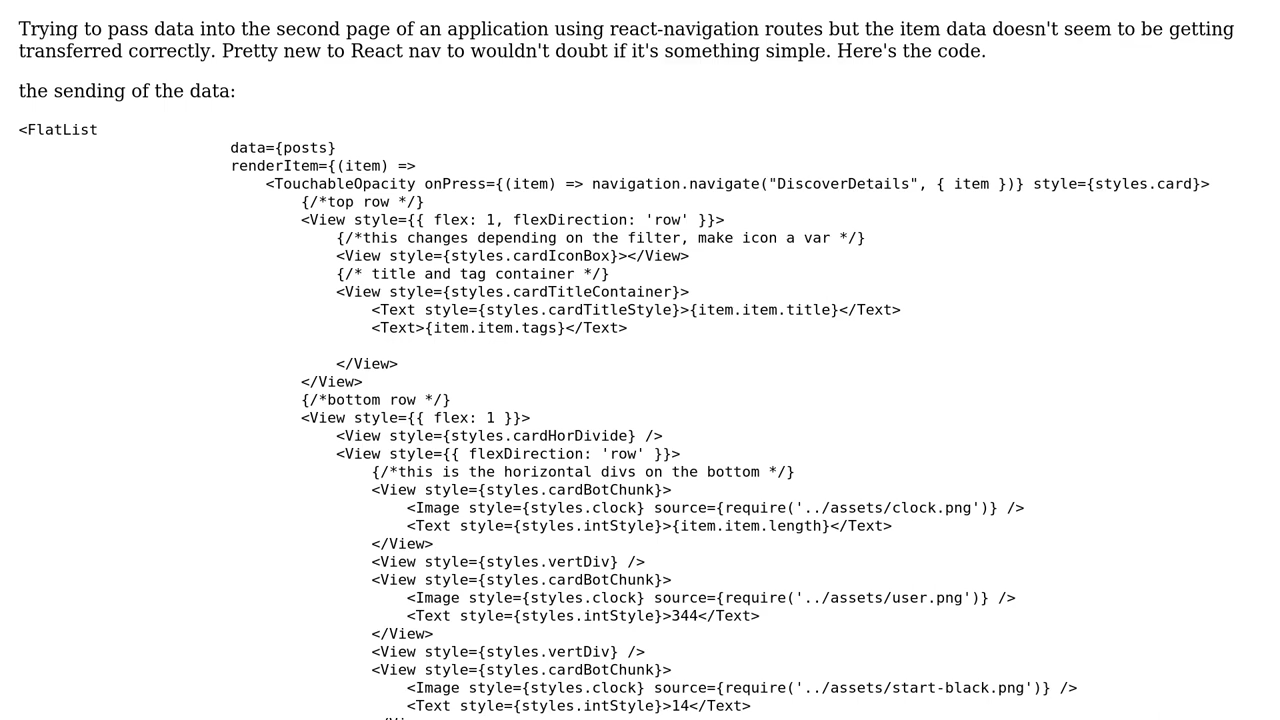 Trying to pass data into the second page of an application using react-navigation routes but the item data doesn't seem to be getting
transferred correctly. Pretty new to React nav to wouldn't doubt if it's something simple. Here's the code.
the sending of the data:
<FlatList
data={posts}
renderItem={(item) =>
<TouchableOpacity onPress={(item) => navigation.navigate("DiscoverDetails", { item })} style={styles.card}>
{/*top row */}
<View style={{ flex: 1, flexDirection: 'row' }}>
{/*this changes depending on the filter, make icon a var */}
<View style={styles.cardIconBox}></View>
{/* title and tag container */}
<View style={styles.cardTitleContainer}>
<Text style={styles.cardTitleStyle}>{item.item.title}</Text>
<Text>{item.item.tags}</Text>
</View>
</View>
{/*bottom row */}
<View style={{ flex: 1 }}>
<View style={styles.cardHorDivide} />
<View style={{ flexDirection: 'row' }}>
{/*this is the horizontal divs on the bottom */}
<View style={styles.cardBotChunk}>
<Image style={styles.clock} source={require('../assets/clock.png')} />
<Text style={styles.intStyle}>{item.item.length}</Text>
</View>
<View style={styles.vertDiv} />
<View style={styles.cardBotChunk}>
<Image style={styles.clock} source={require('../assets/user.png')} />
<Text style={styles.intStyle}>344</Text>
</View>
<View style={styles.vertDiv} />
<View style={styles.cardBotChunk}>
<Image style={styles.clock} source={require('../assets/start-black.png')} />
<Text style={styles.intStyle}>14</Text>